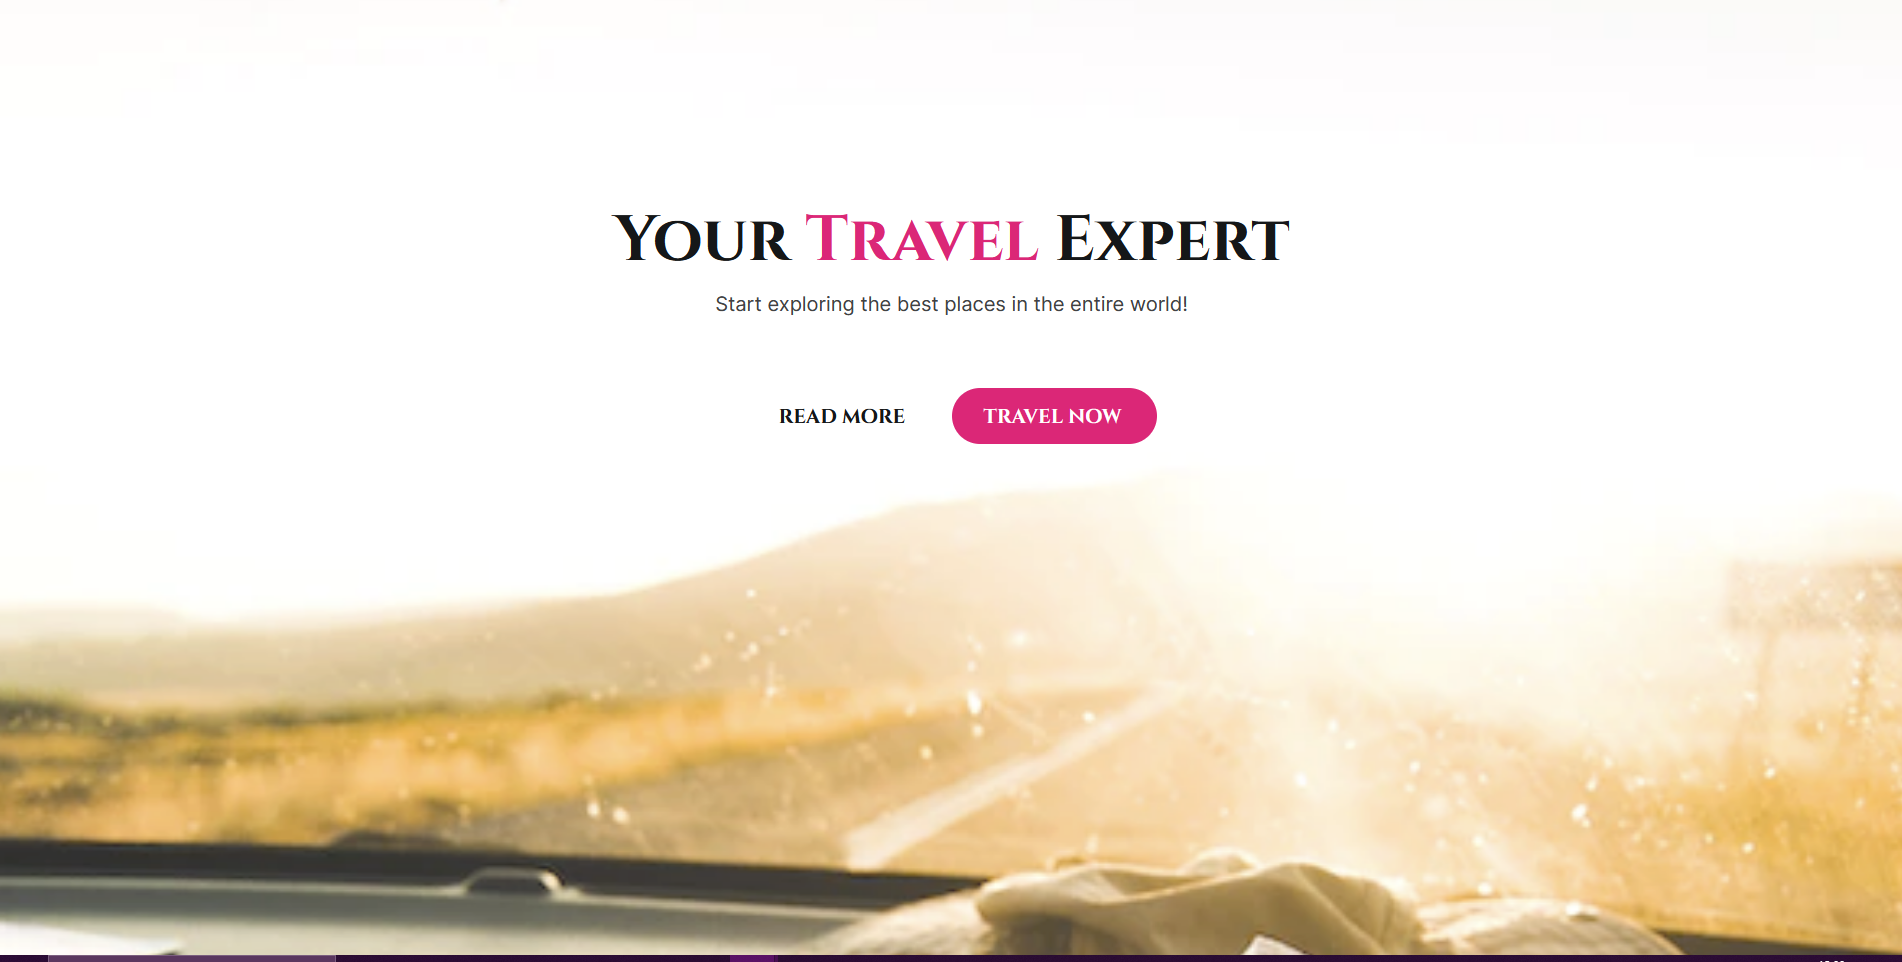 Your Travel Expert
Start exploring the best places in the entire world!
READ MORE
TRAVEL NOW